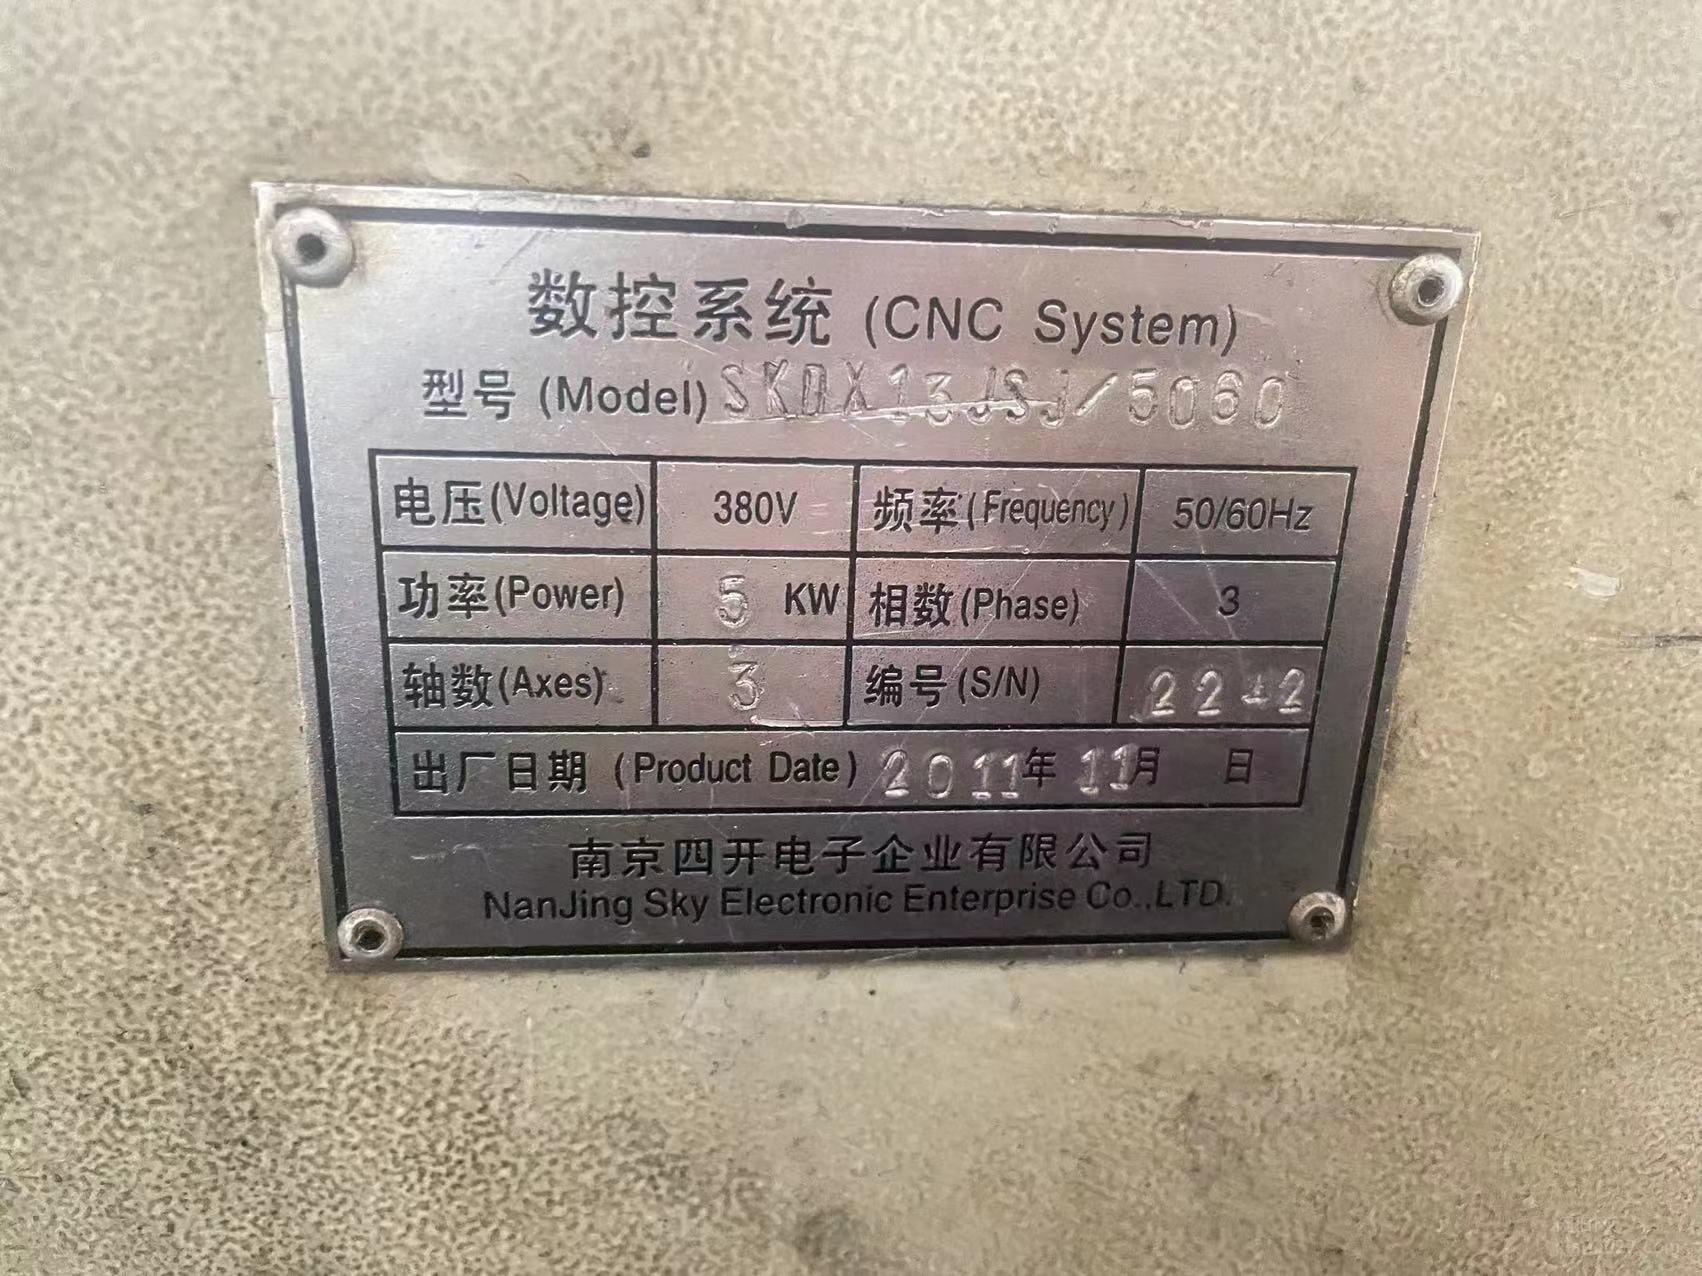 数控系统 (CNC System)
型号 (Model) SKDX13JSJ/5060
电压(Voltage) 380V 频率(Frequency) 50/60Hz
功率(Power) 5 KW 相数(Phase) 3
轴数(Axes) 3 编号(S/N) 2242
出厂日期 (Product Date) 2011年 11月 日
南京四开电子企业有限公司
NanJing Sky Electronic Enterprise Co.,LTD.